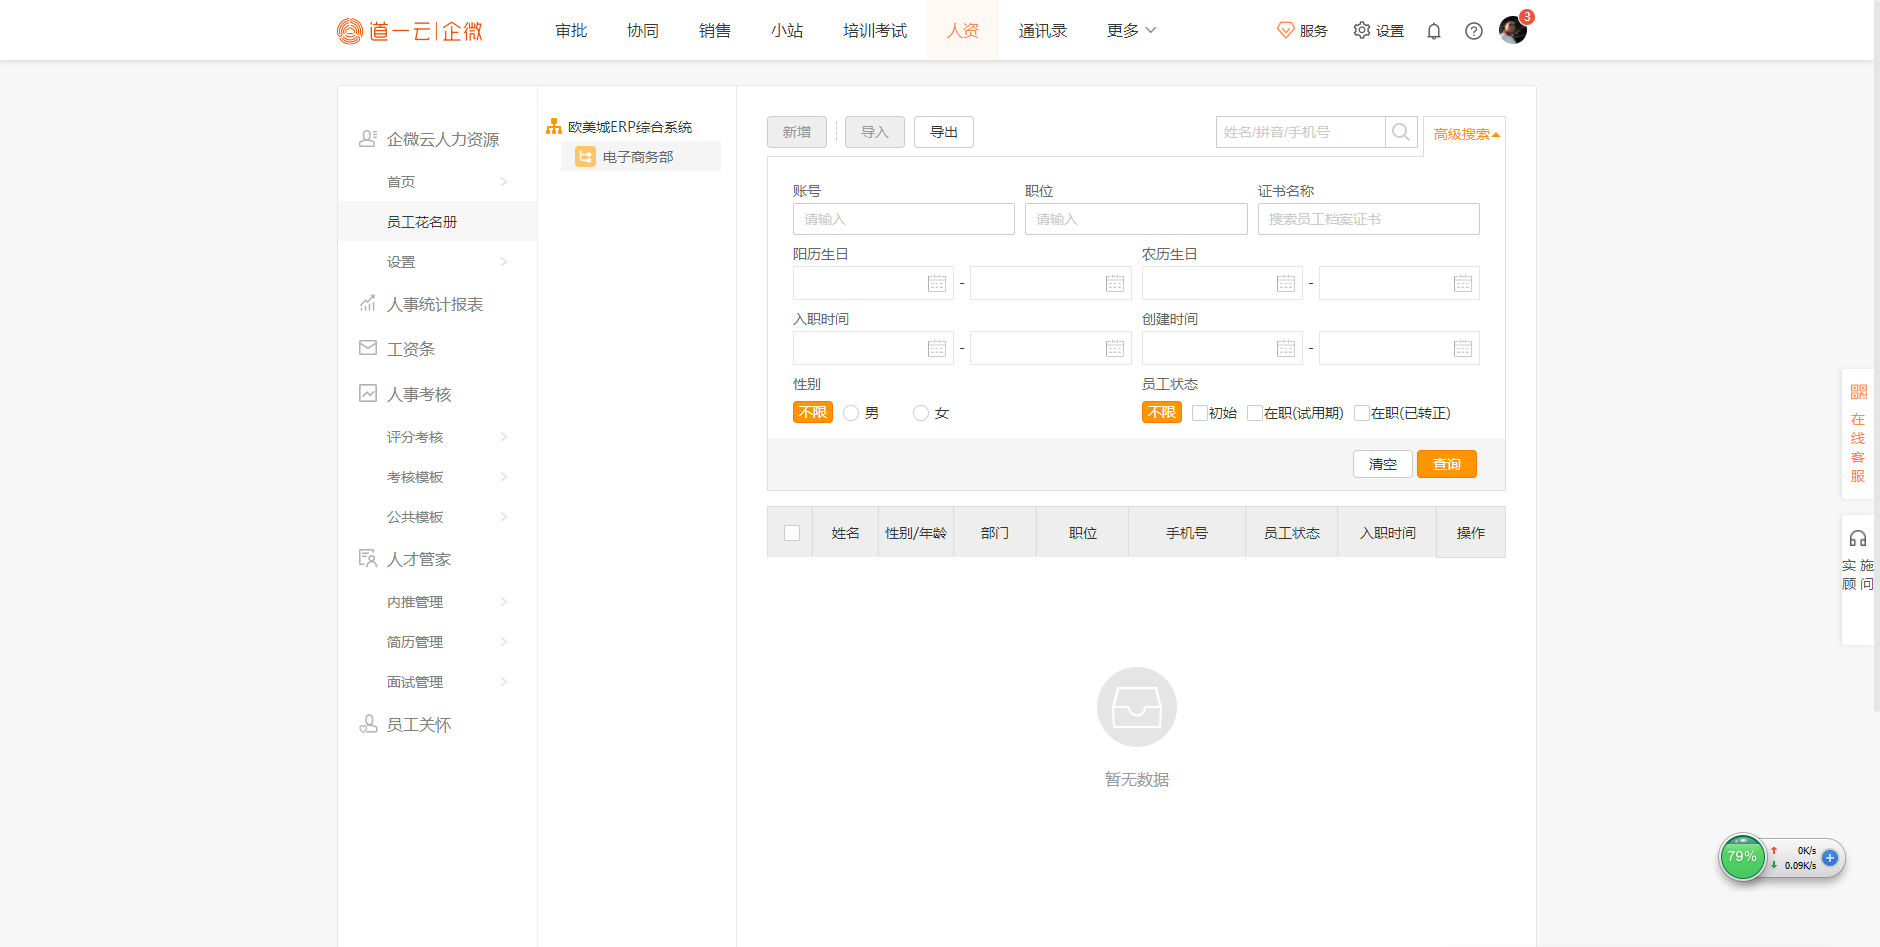 道一云|企微 审批 协同 销售 小站 培训考试 人资 通讯录 更多 服务 设置 3
企微云人力资源
首页
员工花名册
设置
人事统计报表
工资条
人事考核
评分考核
考核模板
公共模板
人才管家
内推管理
简历管理
面试管理
员工关怀
欧美城ERP综合系统
电子商务部
新增 导入 导出 姓名/拼音/手机号 高级搜索
账号 职位 证书名称
请输入 请输入 搜索员工档案证书
阳历生日 农历生日
- -
入职时间 创建时间
- -
性别 员工状态
不限 男 女 不限 初始 在职(试用期) 在职(已转正)
清空 查询
姓名 性别/年龄 部门 职位 手机号 员工状态 入职时间 操作
暂无数据
在
线
客
服
实施
顾问
79% 0K/s
0.09K/s